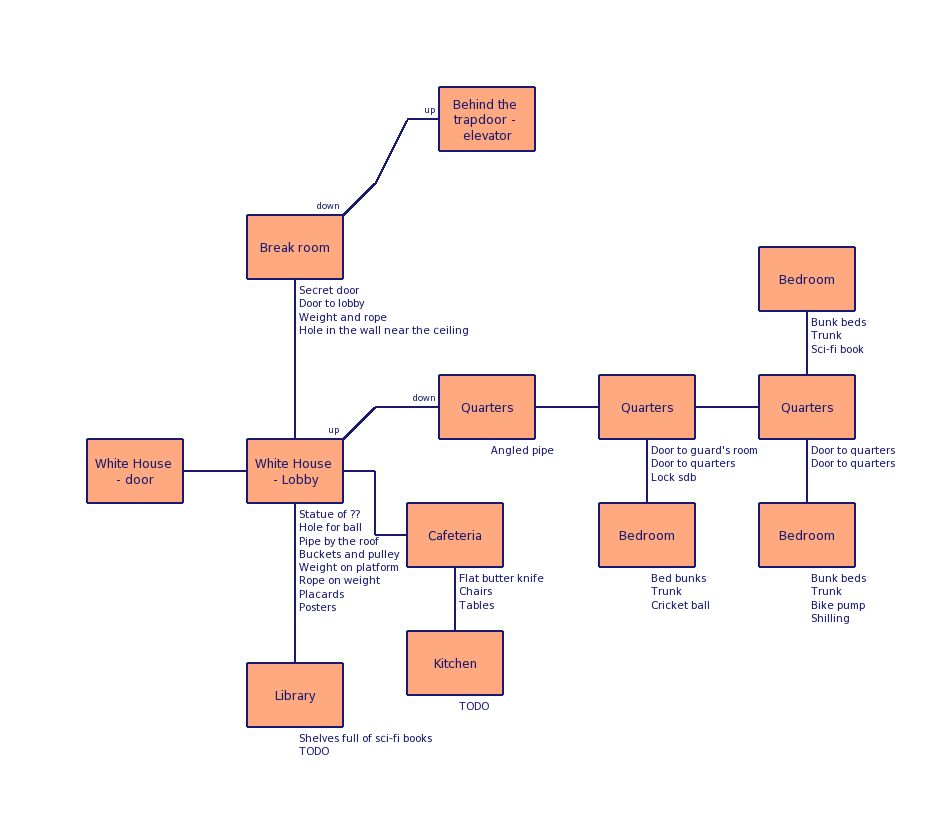 up
Behind the
trapdoor -
elevator
down
Break room
Secret door
Door to lobby
Weight and rope
Hole in the wall near the ceiling
Bedroom
Bunk beds
Trunk
Sci-fi book
down
Quarters
Angled pipe
Quarters
Door to guard's room
Door to quarters
Lock sdb
Quarters
Door to quarters
Door to quarters
up
White House
- door
White House
- Lobby
Statue of ??
Hole for ball
Pipe by the roof
Buckets and pulley
Weight on platform
Rope on weight
Placards
Posters
Cafeteria
Flat butter knife
Chairs
Tables
Bedroom
Bed bunks
Trunk
Cricket ball
Bedroom
Bunk beds
Trunk
Bike pump
Shilling
Kitchen
TODO
Library
Shelves full of sci-fi books
TODO